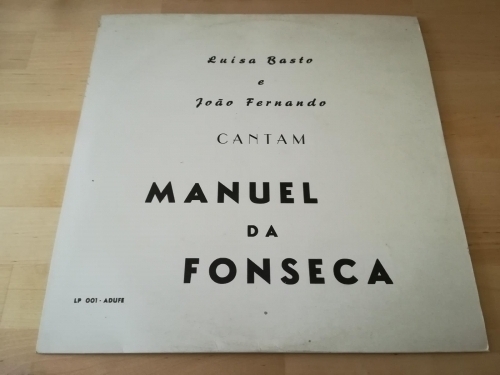 Luisa Basto
e
João Fernando
CANTAM
MANUEL
DA
FONSECA
LP 001 - ADUFE